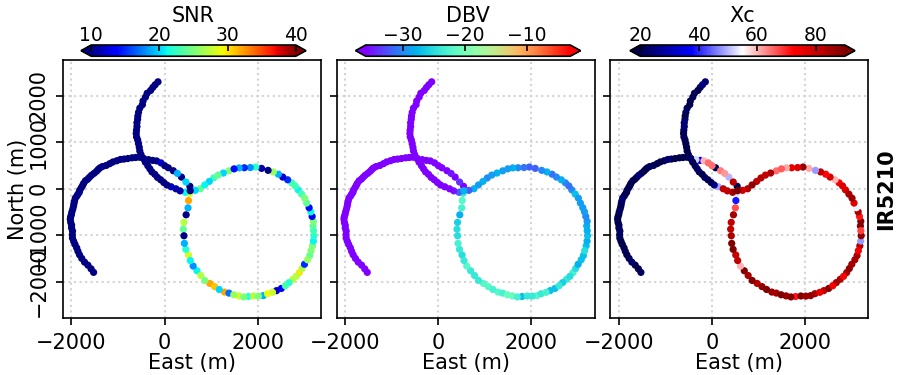 SNR DBV Xc
10 20 30 40 −30 −20 −10 20 40 60 80
North (m)
2000
1000
0
−1000
−2000
−2000 0 2000 −2000 0 2000 −2000 0 2000
East (m) East (m) East (m)
IR5210